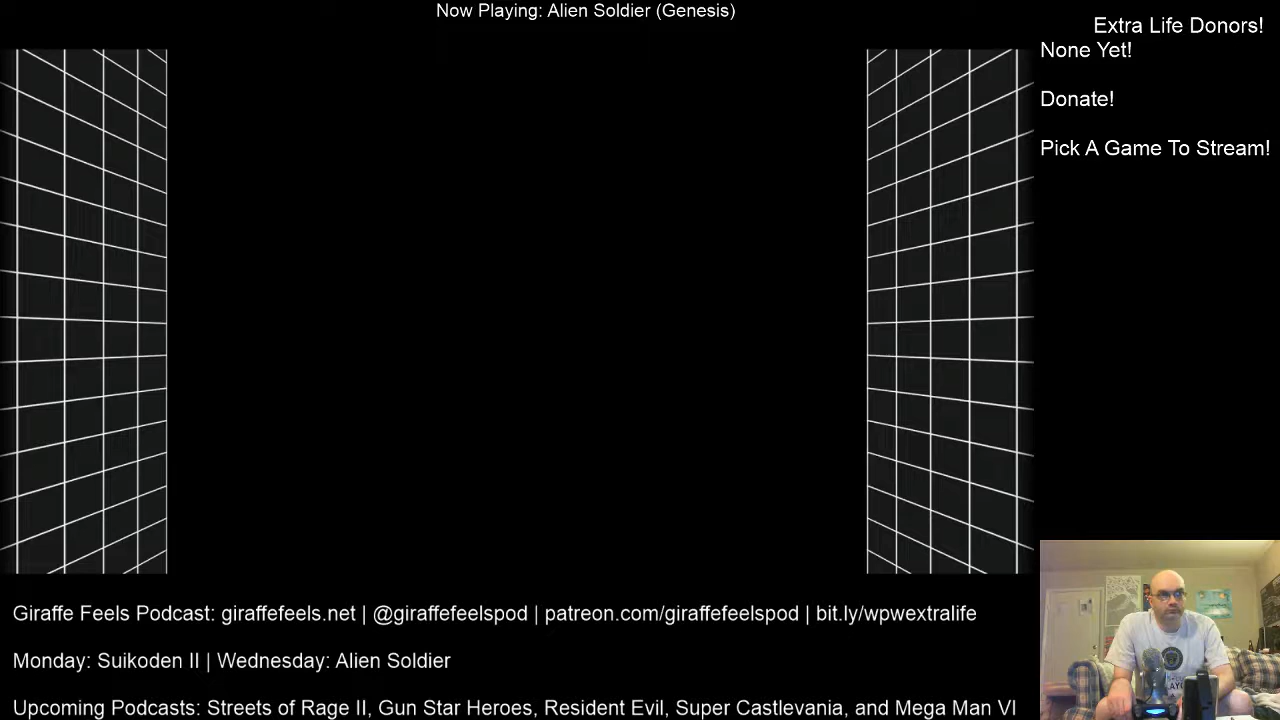 Now Playing: Alien Soldier (Genesis)
Extra Life Donors!
None Yet!
Donate!
Pick A Game To Stream!
Giraffe Feels Podcast: giraffefeels.net | @giraffefeelspod | patreon.com/giraffefeelspod | bit.ly/wpwextralife
Monday: Suikoden II | Wednesday: Alien Soldier
Upcoming Podcasts: Streets of Rage II, Gun Star Heroes, Resident Evil, Super Castlevania, and Mega Man VI